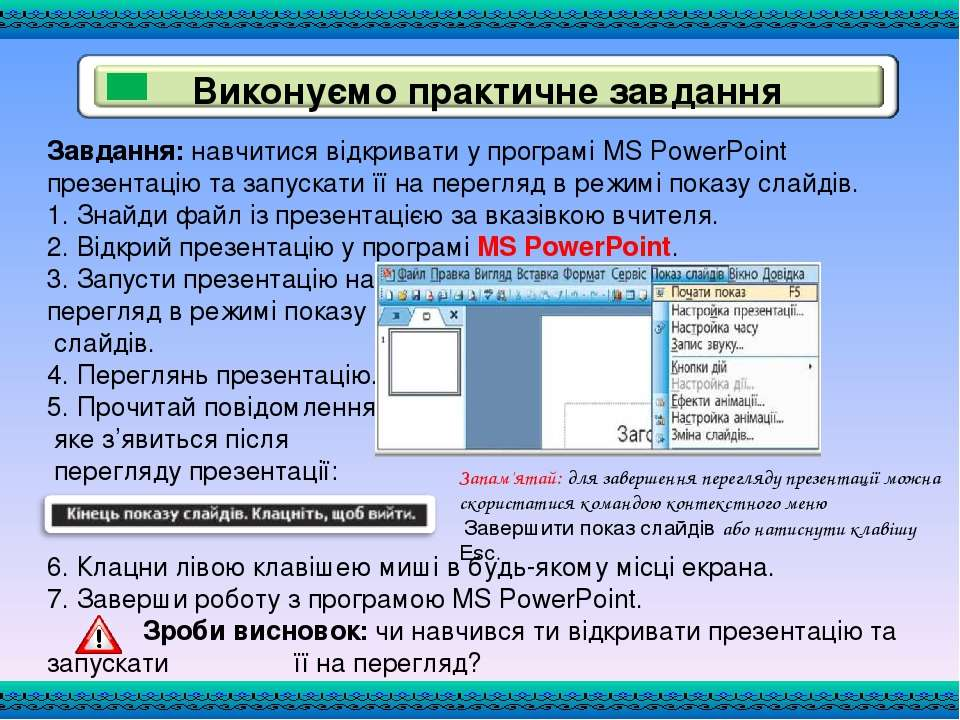 Виконуємо практичне завдання
Завдання: навчитися відкривати у програмі MS PowerPoint
презентацію та запускати її на перегляд в режимі показу слайдів.
1. Знайди файл із презентацією за вказівкою вчителя.
2. Відкрий презентацію у програмі MS PowerPoint.
3. Запусти презентацію на
перегляд в режимі показу
слайдів.
4. Переглянь презентацію.
5. Прочитай повідомлення
яке з’явиться після
перегляду презентації:
Файл Правка Вигляд Вставка Формат Сервіс Показ слайдів Вікно Довідка
Почати показ F5
Настройка презентації...
Настройка часу
Запис звуку...
Кнопки дій
Настройка дії...
Ефекти анімації...
Настройка анімації...
Зміна слайдів...
1
Заго
Запам'ятай: для завершення перегляду презентації можна
скористатися командою контекстного меню
Завершити показ слайдів або натиснути клавішу
Esc.
Кінець показу слайдів. Клацніть, щоб вийти.
6. Клацни лівою клавішею миші в будь-якому місці екрана.
7. Заверши роботу з програмою MS PowerPoint.
Зроби висновок: чи навчився ти відкривати презентацію та
запускати її на перегляд?